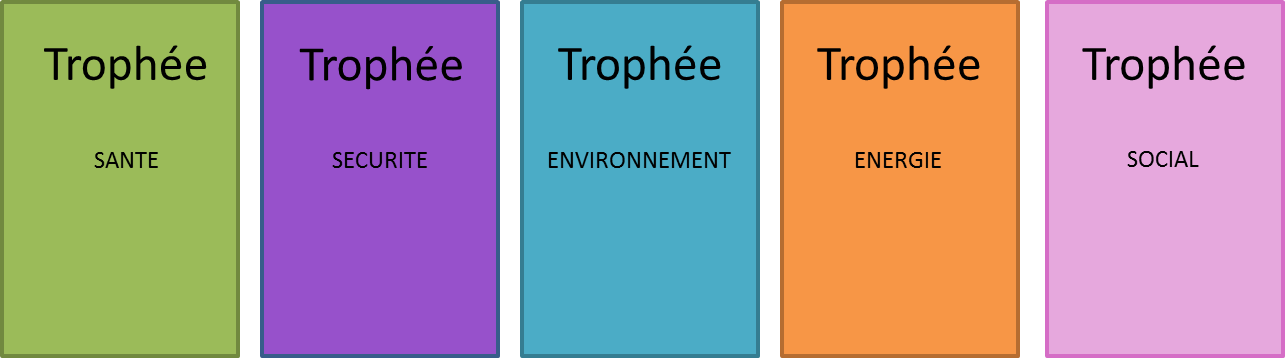 Trophée
SANTE
Trophée
SECURITE
Trophée
ENVIRONNEMENT
Trophée
ENERGIE
Trophée
SOCIAL